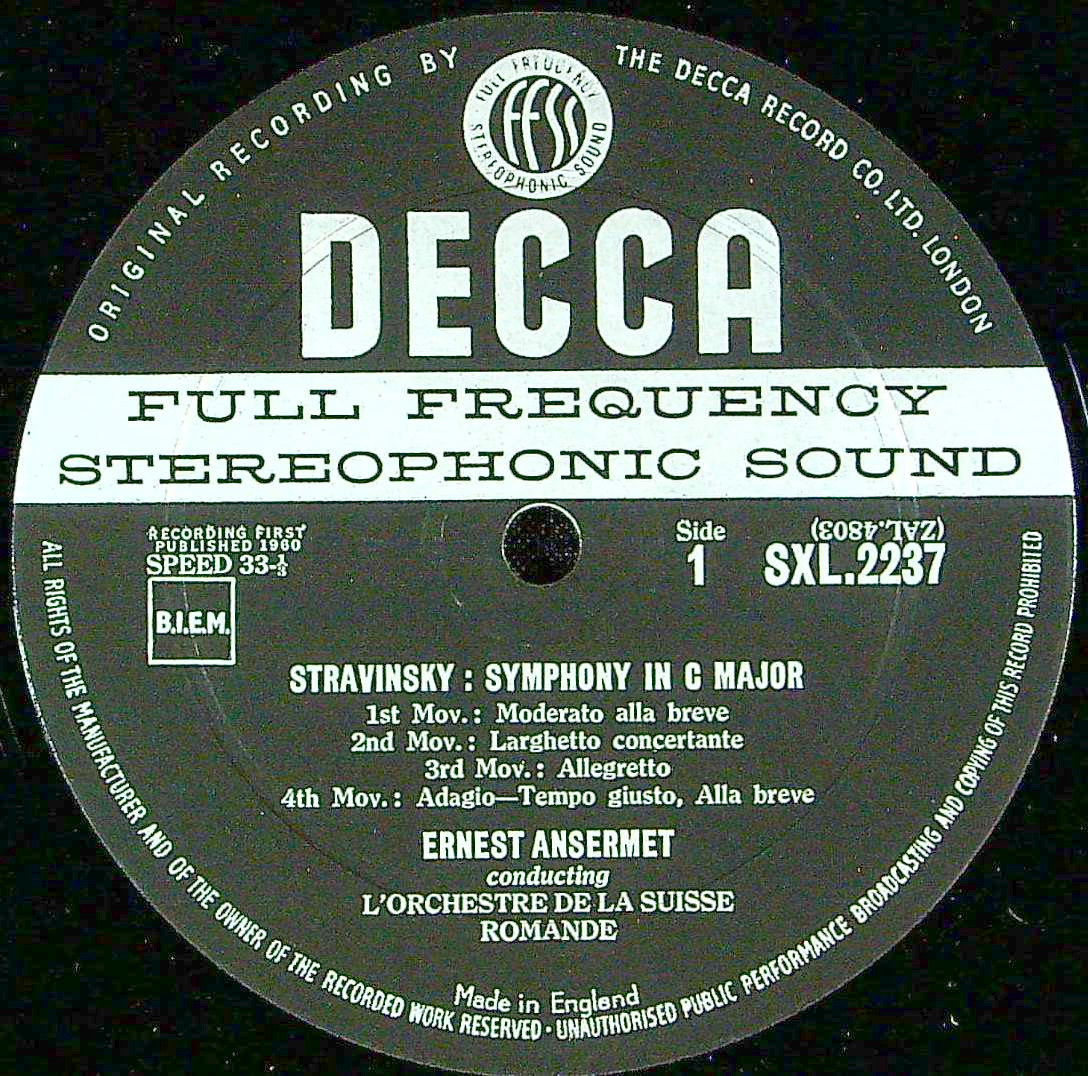 ORIGINAL RECORDING BY THE DECCA RECORD CO. LTD. LONDON
FULL FREQUENCY
ffss
STEREOPHONIC SOUND
DECCA
FULL FREQUENCY
STEREOPHONIC SOUND
RECORDING FIRST
PUBLISHED 1960
SPEED 33-⅓
B.I.E.M.
Side
1
(ZAL.4803)
SXL.2237
STRAVINSKY : SYMPHONY IN C MAJOR
1st Mov.: Moderato alla breve
2nd Mov.: Larghetto concertante
3rd Mov.: Allegretto
4th Mov.: Adagio—Tempo giusto, Alla breve
ERNEST ANSERMET
conducting
L'ORCHESTRE DE LA SUISSE
ROMANDE
Made in England
ALL RIGHTS OF THE MANUFACTURER AND OF THE OWNER OF THE RECORDED WORK RESERVED · UNAUTHORISED PUBLIC PERFORMANCE BROADCASTING AND COPYING OF THIS RECORD PROHIBITED